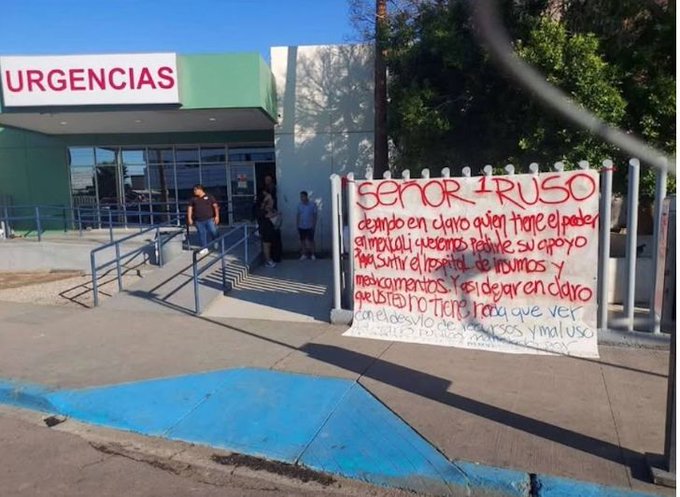 URGENCIAS
SEÑOR 1 RUSO
dejando en claro quien tiene el poder
en mexicali queremos pedirle su apoyo
Para surtir el hospital de insumos y
medicamentos. Y asi dejar en claro
que USTED no tiene nada que ver
con el desvio de recursos y mal uso